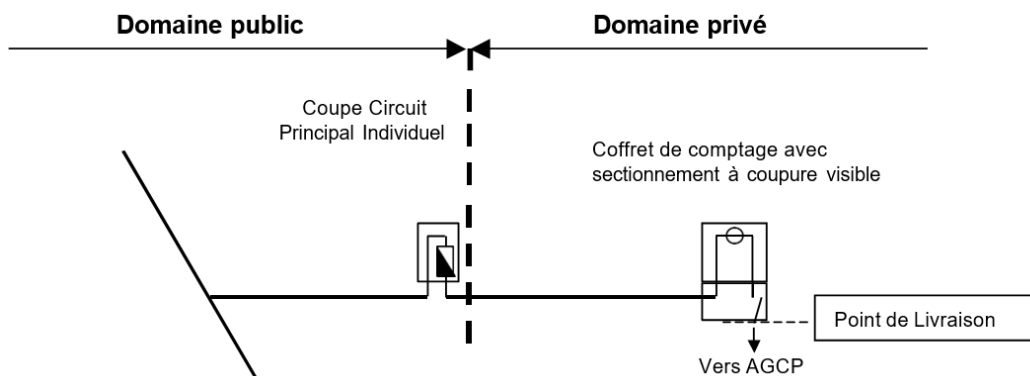 Domaine public
Domaine privé
Coupe Circuit
Principal Individuel
Coffret de comptage avec
sectionnement à coupure visible
Point de Livraison
Vers AGCP